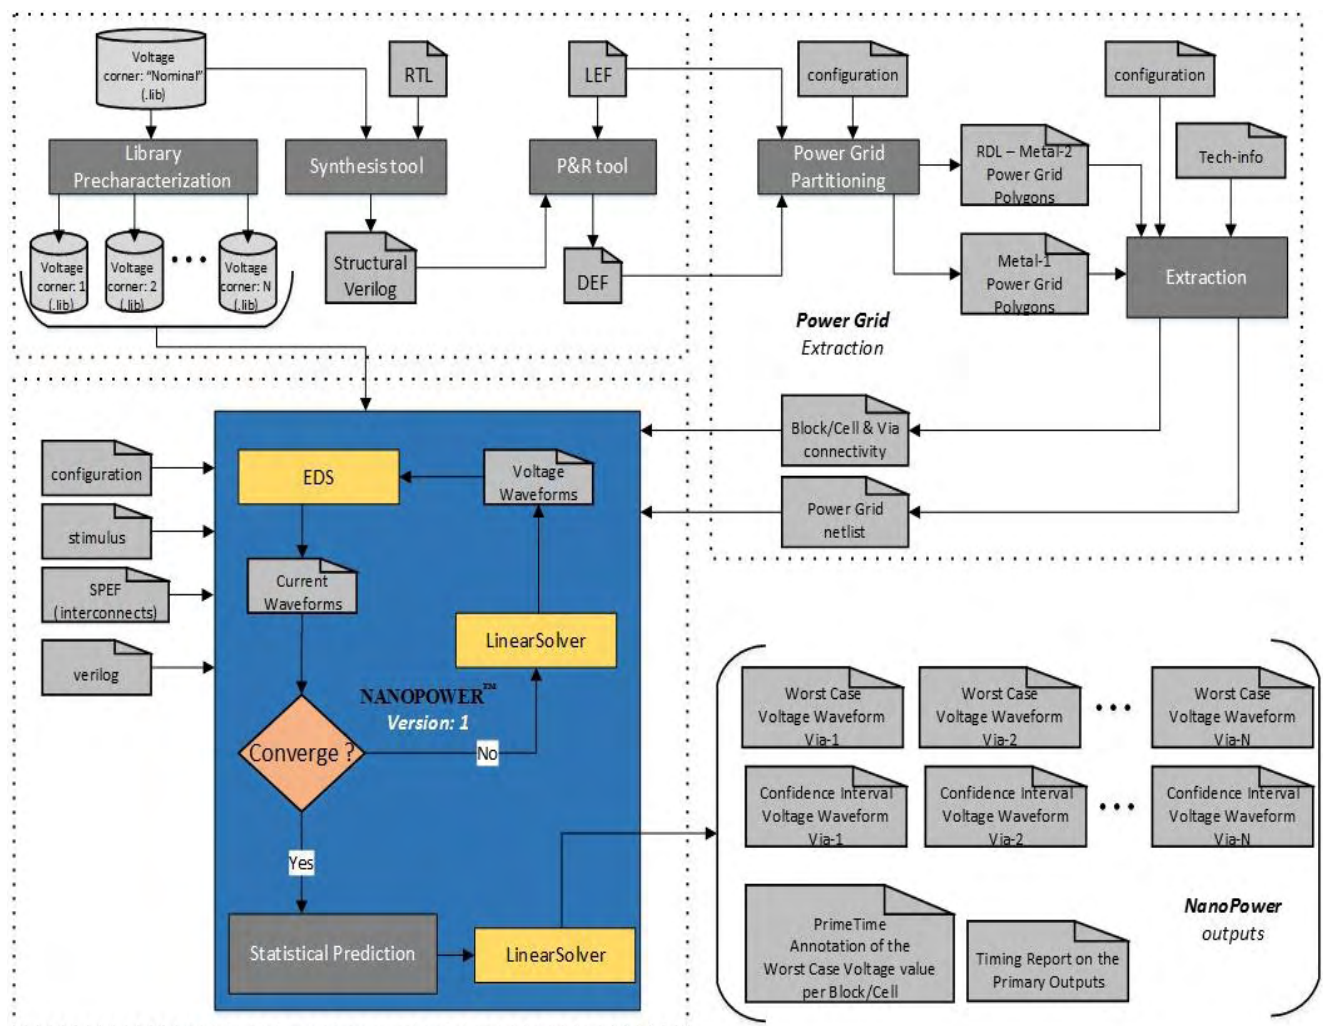 Voltage
corner: "Nominal"
(.lib)
RTL
LEF
Library
Precharacterization
Synthesis tool
P&R tool
Voltage
corner: 1
(.lib)
Voltage
corner: 2
(.lib)
Voltage
corner: N
(.lib)
Structural
Verilog
DEF
configuration
configuration
Power Grid
Partitioning
RDL – Metal-2
Power Grid
Polygons
Tech-info
Metal-1
Power Grid
Polygons
Extraction
Power Grid
Extraction
Block/Cell & Via
connectivity
Power Grid
netlist
configuration
stimulus
SPEF
(interconnects)
verilog
EDS
Voltage
Waveforms
Current
Waveforms
LinearSolver
NANOPOWER™
Version: 1
Converge ?
No
Yes
Statistical Prediction
LinearSolver
Worst Case
Voltage Waveform
Via-1
Worst Case
Voltage Waveform
Via-2
Worst Case
Voltage Waveform
Via-N
Confidence Interval
Voltage Waveform
Via-1
Confidence Interval
Voltage Waveform
Via-2
Confidence Interval
Voltage Waveform
Via-N
PrimeTime
Annotation of the
Worst Case Voltage value
per Block/Cell
Timing Report on the
Primary Outputs
NanoPower
outputs